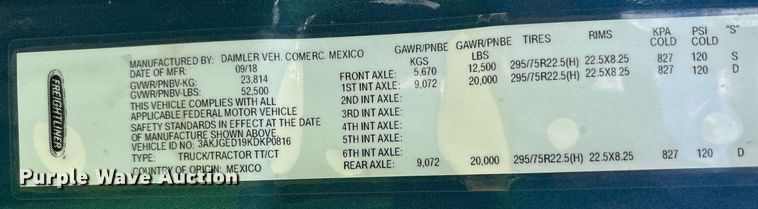 FREIGHTLINER
MANUFACTURED BY: DAIMLER VEH. COMERC. MEXICO
DATE OF MFR: 09/18
GVWR/PNBV-KG: 23,814
GVWR/PNBV-LBS: 52,500
THIS VEHICLE COMPLIES WITH ALL
APPLICABLE FEDERAL MOTOR VEHICLE
SAFETY STANDARDS IN EFFECT AT THE DATE
OF MANUFACTURE SHOWN ABOVE
VEHICLE ID: 3AKJGED19KDKP0816
TYPE: TRUCK/TRACTOR TT/CT
COUNTRY OF ORIGIN: MEXICO
GAWR/PNBE GAWR/PNBE TIRES RIMS KPA PSI "S"
KGS LBS COLD COLD
FRONT AXLE: 5,670 12,500 295/75R22.5(H) 22.5X8.25 827 120 S
1ST INT AXLE: 9,072 20,000 295/75R22.5(H) 22.5X8.25 827 120 D
2ND INT AXLE:
3RD INT AXLE:
4TH INT AXLE:
5TH INT AXLE:
6TH INT AXLE:
REAR AXLE: 9,072 20,000 295/75R22.5(H) 22.5X8.25 827 120 D
Purple Wave Auction